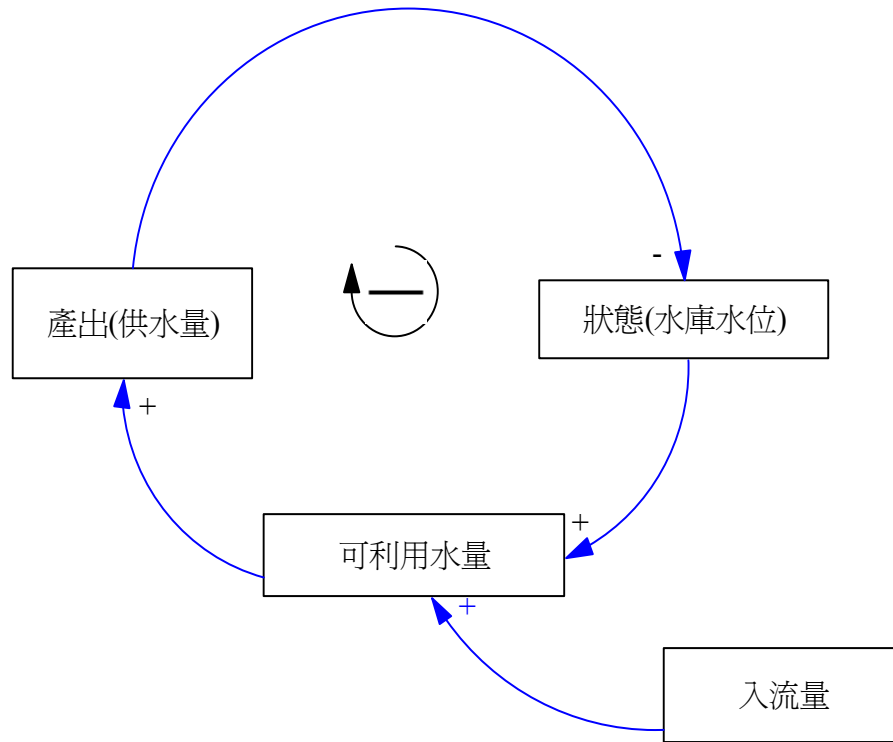 -
產出(供水量)
狀態(水庫水位)
+
+
可利用水量
+
入流量